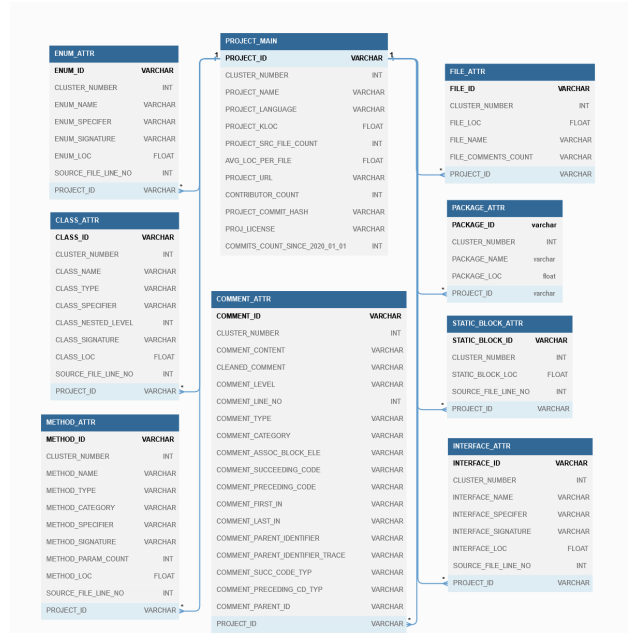 PROJECT_MAIN
1 PROJECT_ID VARCHAR 1
CLUSTER_NUMBER INT
PROJECT_NAME VARCHAR
PROJECT_LANGUAGE VARCHAR
PROJECT_KLOC FLOAT
PROJECT_SRC_FILE_COUNT INT
AVG_LOC_PER_FILE FLOAT
PROJECT_URL VARCHAR
CONTRIBUTOR_COUNT INT
PROJECT_COMMIT_HASH VARCHAR
PROJ_LICENSE VARCHAR
COMMITS_COUNT_SINCE_2020_01_01 INT
ENUM_ATTR
ENUM_ID VARCHAR
CLUSTER_NUMBER INT
ENUM_NAME VARCHAR
ENUM_SPECIFER VARCHAR
ENUM_SIGNATURE VARCHAR
ENUM_LOC FLOAT
SOURCE_FILE_LINE_NO INT
PROJECT_ID VARCHAR *
CLASS_ATTR
CLASS_ID VARCHAR
CLUSTER_NUMBER INT
CLASS_NAME VARCHAR
CLASS_TYPE VARCHAR
CLASS_SPECIFIER VARCHAR
CLASS_NESTED_LEVEL INT
CLASS_SIGNATURE VARCHAR
CLASS_LOC FLOAT
SOURCE_FILE_LINE_NO INT
PROJECT_ID VARCHAR *
METHOD_ATTR
METHOD_ID VARCHAR
CLUSTER_NUMBER INT
METHOD_NAME VARCHAR
METHOD_TYPE VARCHAR
METHOD_CATEGORY VARCHAR
METHOD_SPECIFIER VARCHAR
METHOD_SIGNATURE VARCHAR
METHOD_PARAM_COUNT INT
METHOD_LOC FLOAT
SOURCE_FILE_LINE_NO INT
PROJECT_ID VARCHAR *
COMMENT_ATTR
COMMENT_ID VARCHAR
CLUSTER_NUMBER INT
COMMENT_CONTENT VARCHAR
CLEANED_COMMENT VARCHAR
COMMENT_LEVEL VARCHAR
COMMENT_LINE_NO INT
COMMENT_TYPE VARCHAR
COMMENT_CATEGORY VARCHAR
COMMENT_ASSOC_BLOCK_ELE VARCHAR
COMMENT_SUCCEEDING_CODE VARCHAR
COMMENT_PRECEDING_CODE VARCHAR
COMMENT_FIRST_IN VARCHAR
COMMENT_LAST_IN VARCHAR
COMMENT_PARENT_IDENTIFIER VARCHAR
COMMENT_PARENT_IDENTIFIER_TRACE VARCHAR
COMMENT_SUCC_CODE_TYP VARCHAR
COMMENT_PRECEDING_CD_TYP VARCHAR
COMMENT_PARENT_ID VARCHAR
PROJECT_ID VARCHAR *
FILE_ATTR
FILE_ID VARCHAR
CLUSTER_NUMBER INT
FILE_LOC FLOAT
FILE_NAME VARCHAR
FILE_COMMENTS_COUNT VARCHAR
* PROJECT_ID VARCHAR
PACKAGE_ATTR
PACKAGE_ID varchar
CLUSTER_NUMBER INT
PACKAGE_NAME varchar
PACKAGE_LOC float
* PROJECT_ID varchar
STATIC_BLOCK_ATTR
STATIC_BLOCK_ID VARCHAR
CLUSTER_NUMBER INT
STATIC_BLOCK_LOC FLOAT
SOURCE_FILE_LINE_NO INT
* PROJECT_ID VARCHAR
INTERFACE_ATTR
INTERFACE_ID VARCHAR
CLUSTER_NUMBER INT
INTERFACE_NAME VARCHAR
INTERFACE_SPECIFER VARCHAR
INTERFACE_SIGNATURE VARCHAR
INTERFACE_LOC FLOAT
SOURCE_FILE_LINE_NO INT
* PROJECT_ID VARCHAR